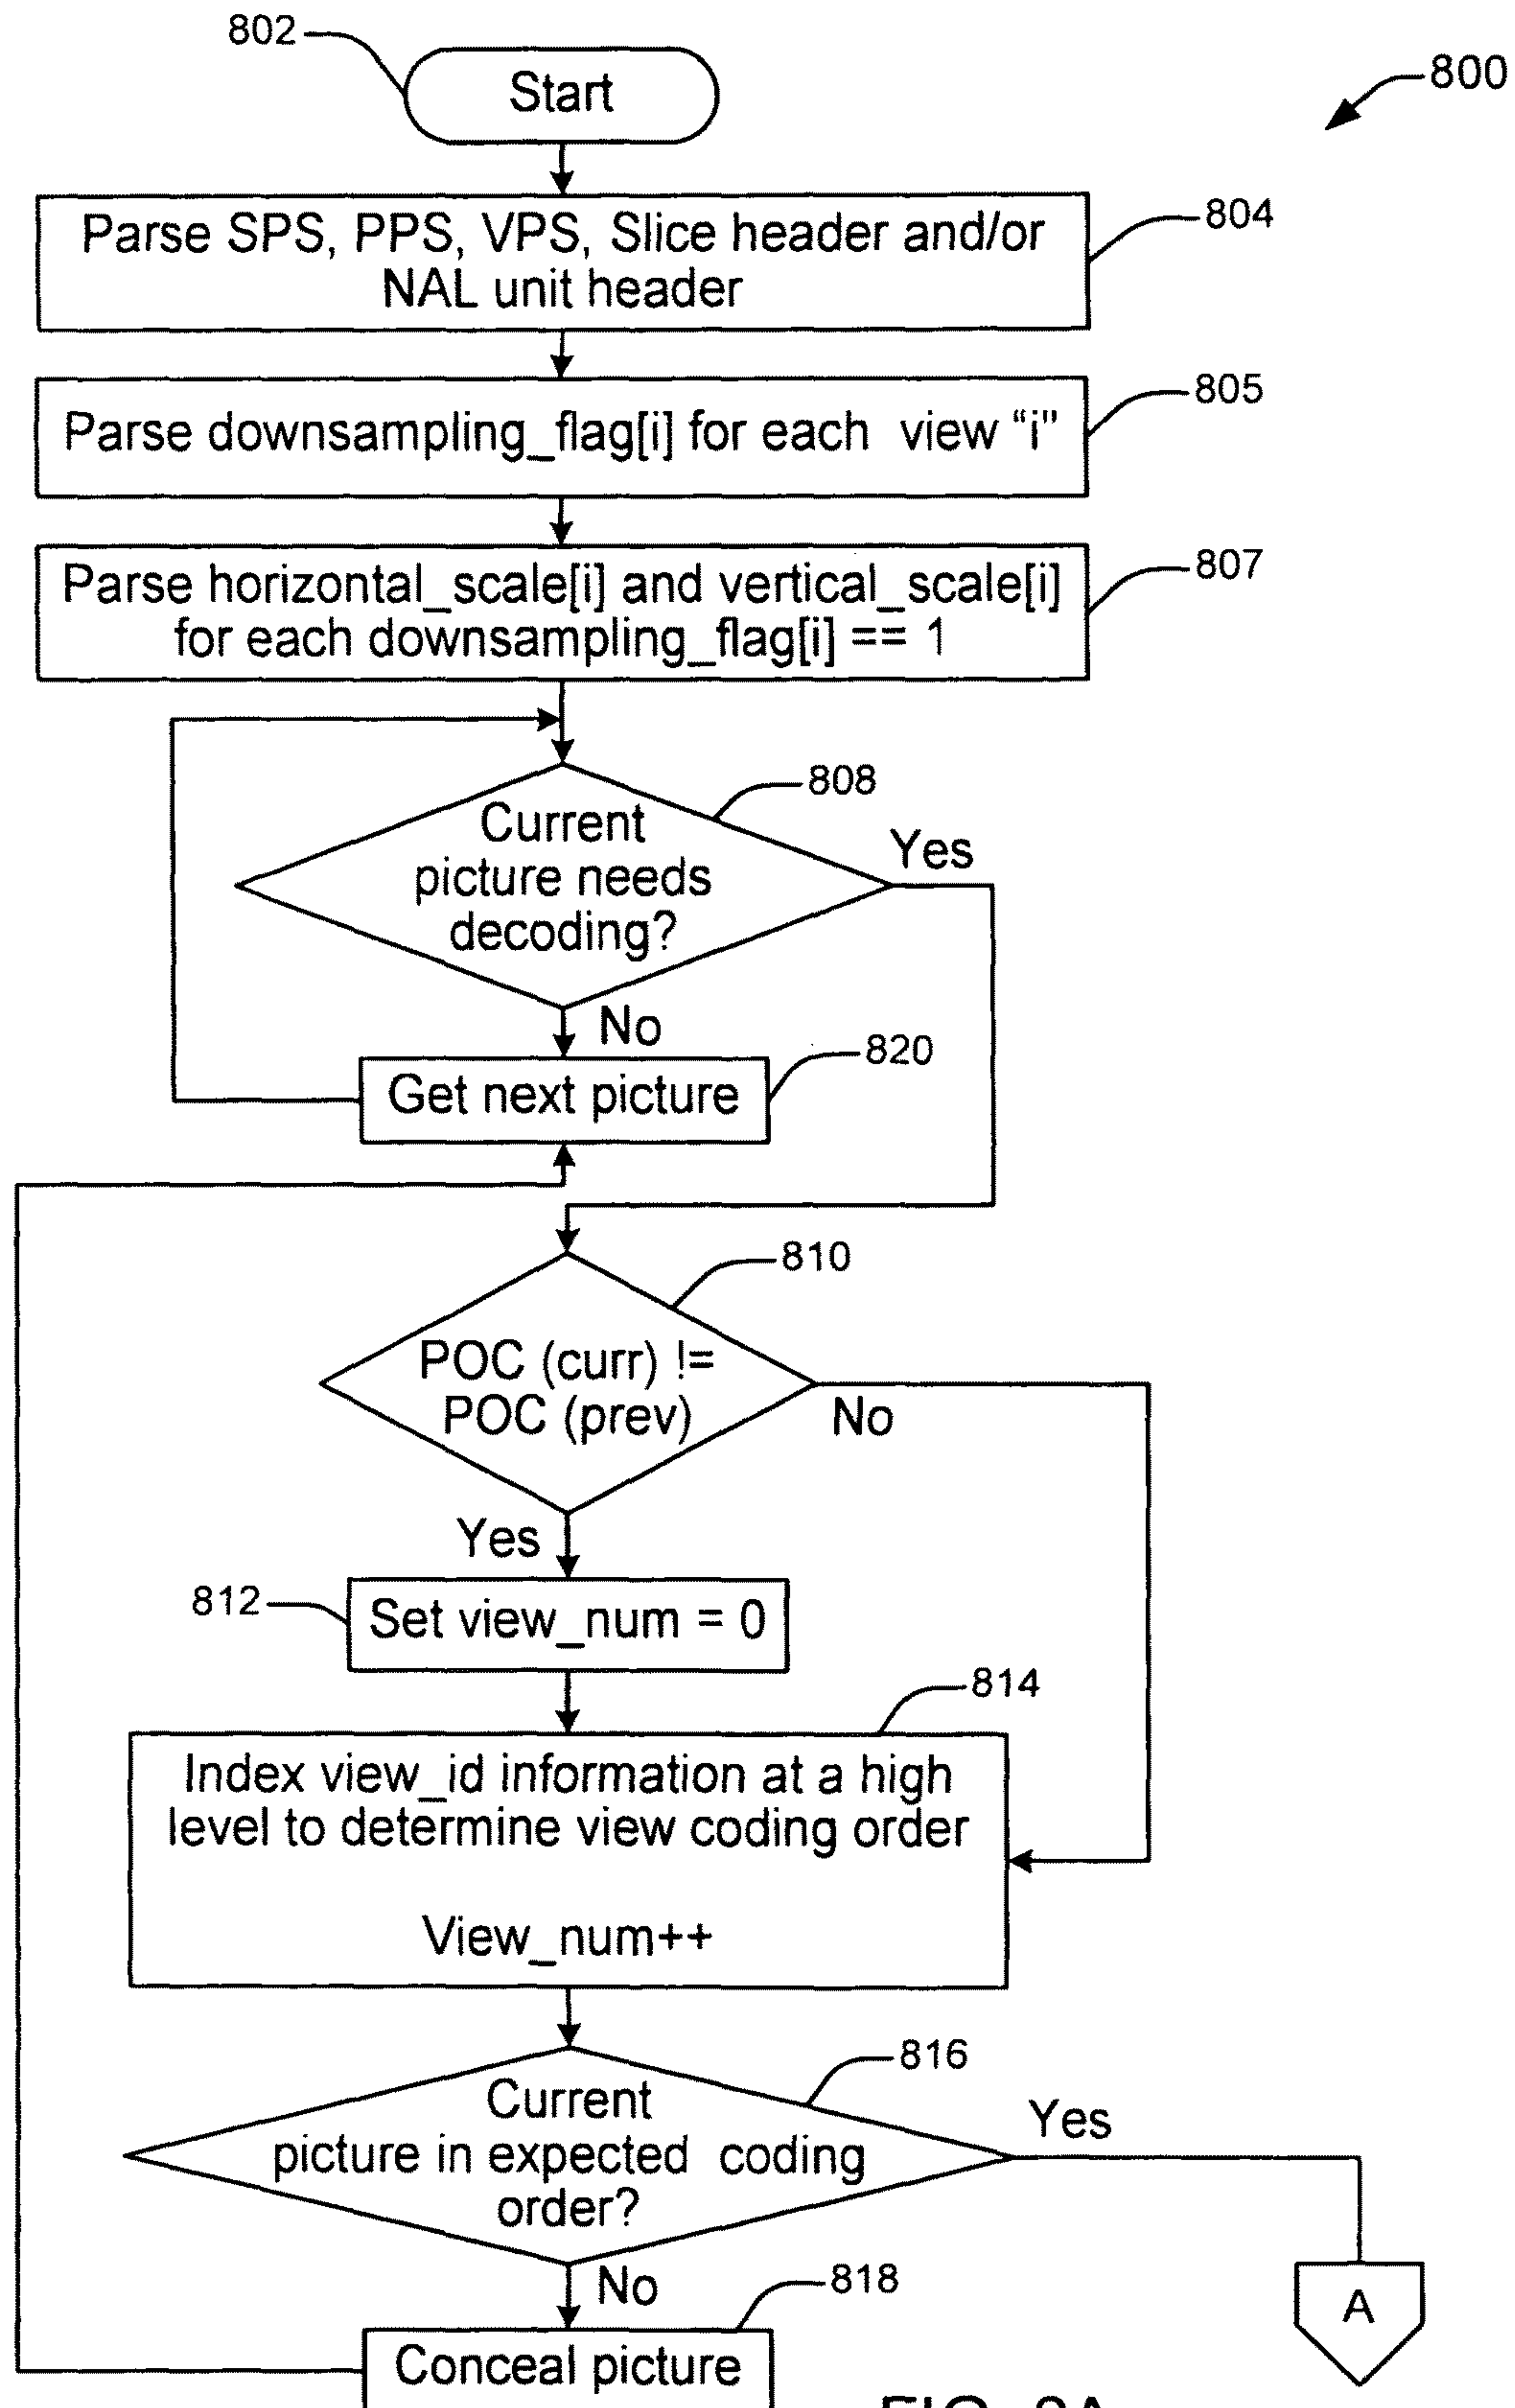 802
Start
800
Parse SPS, PPS, VPS, Slice header and/or
NAL unit header
804
Parse downsampling_flag[i] for each view “i”
805
Parse horizontal_scale[i] and vertical_scale[i]
for each downsampling_flag[i] == 1
807
Current
picture needs
decoding?
808
Yes
No
Get next picture
820
810
POC (curr) !=
POC (prev)
No
Yes
812
Set view_num = 0
814
Index view_id information at a high
level to determine view coding order
View_num++
816
Current
picture in expected coding
order?
Yes
No
818
Conceal picture
A